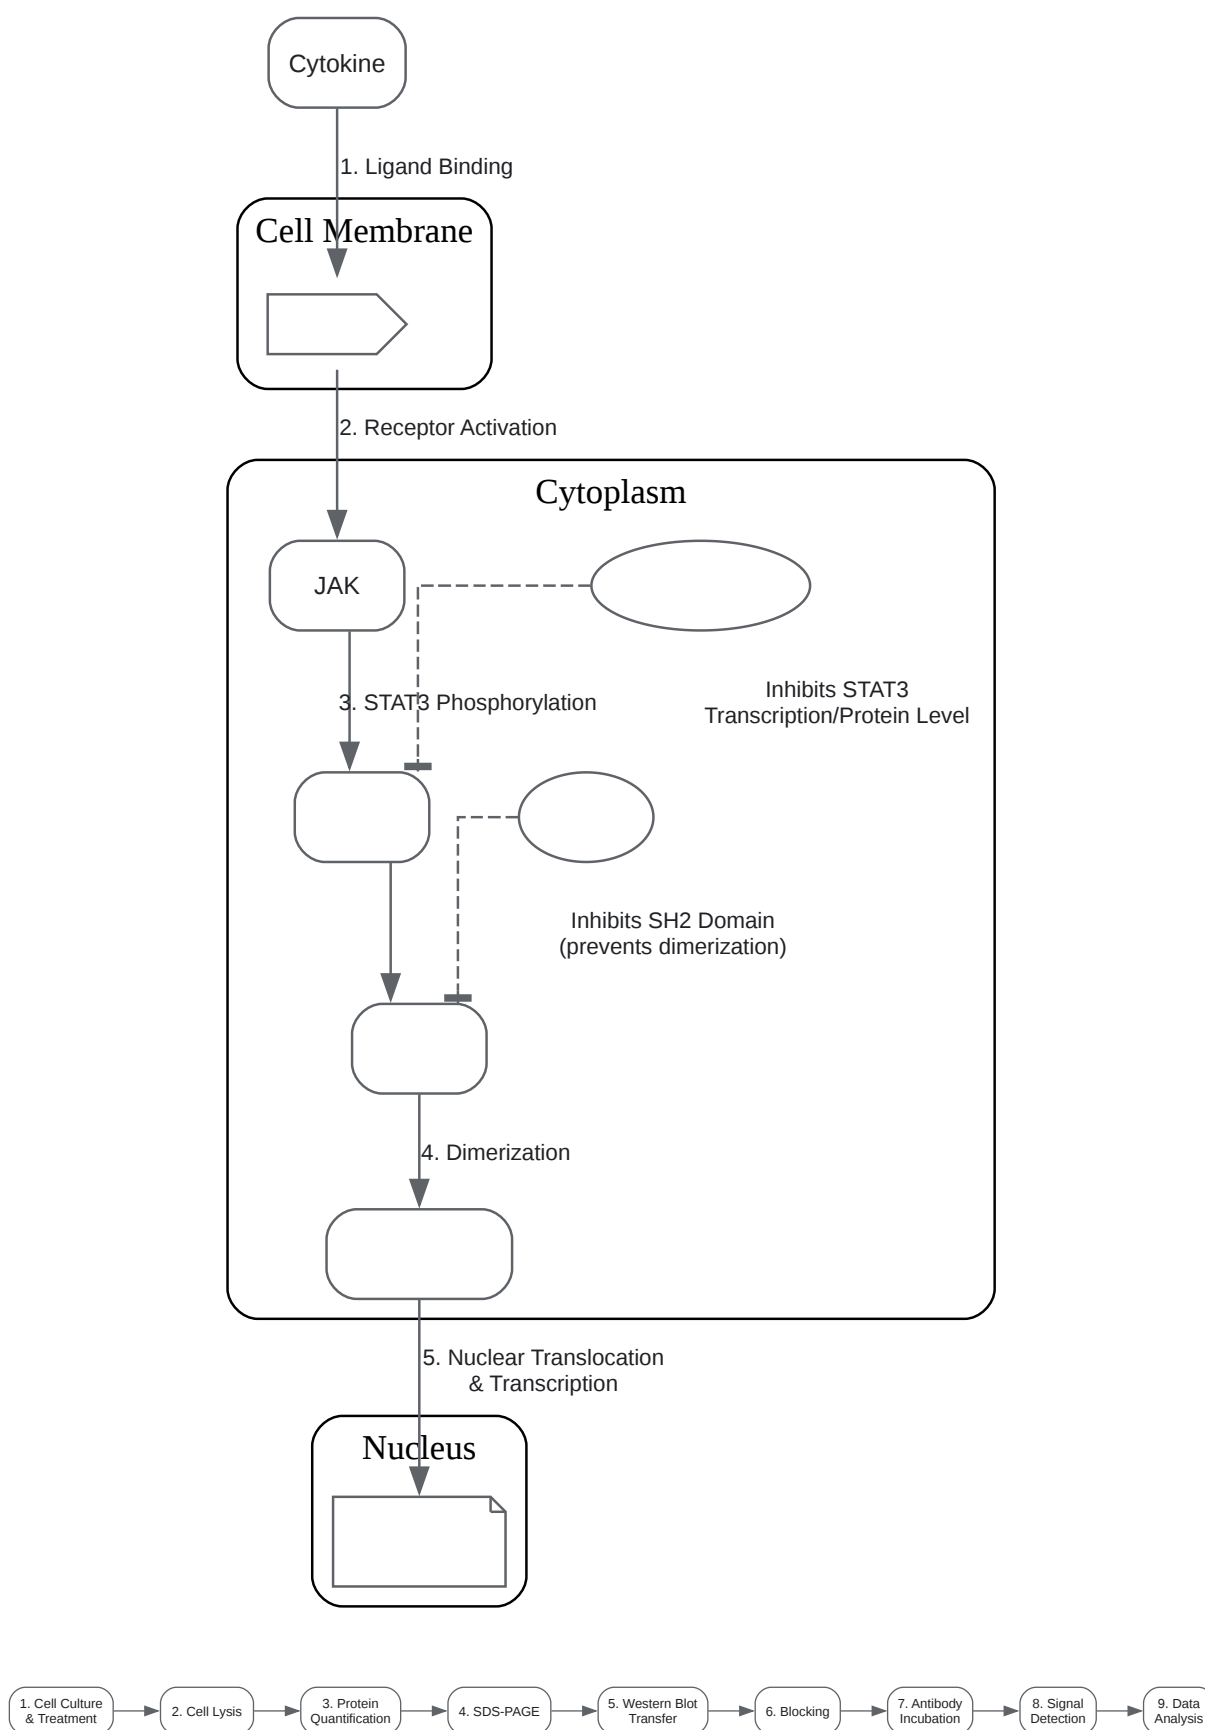 Cytokine
1. Ligand Binding
Cell Membrane
2. Receptor Activation
Cytoplasm
JAK
3. STAT3 Phosphorylation
Inhibits STAT3
Transcription/Protein Level
Inhibits SH2 Domain
(prevents dimerization)
4. Dimerization
5. Nuclear Translocation
& Transcription
Nucleus
1. Cell Culture
& Treatment
2. Cell Lysis
3. Protein
Quantification
4. SDS-PAGE
5. Western Blot
Transfer
6. Blocking
7. Antibody
Incubation
8. Signal
Detection
9. Data
Analysis